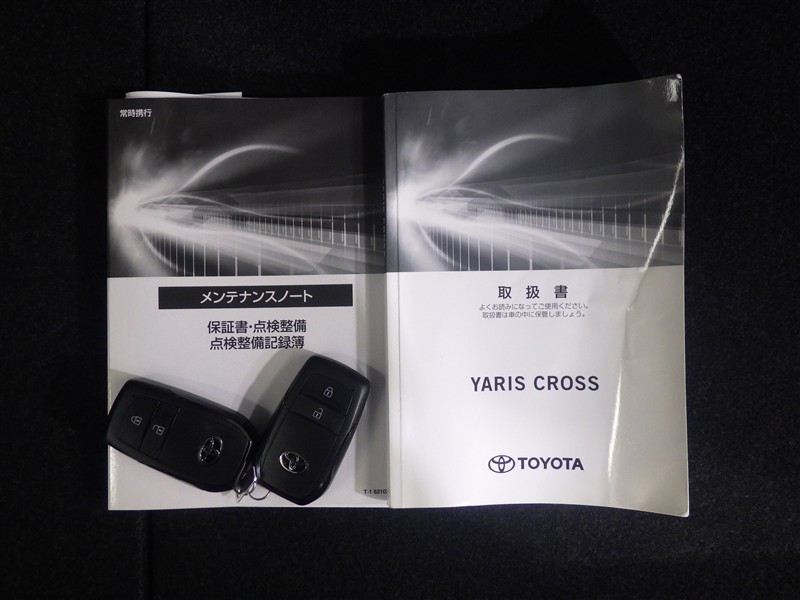 常時携行
メンテナンスノート
保証書・点検整備
点検整備記録簿
取扱書
よくお読みになってご使用ください。
取扱書は車の中に保管しましょう。
YARIS CROSS
TOYOTA